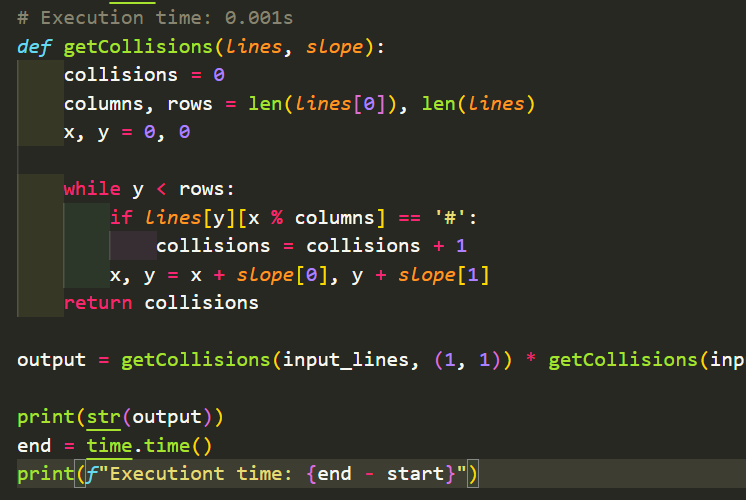 # Execution time: 0.001s
def getCollisions(lines, slope):
    collisions = 0
    columns, rows = len(lines[0]), len(lines)
    x, y = 0, 0

    while y < rows:
        if lines[y][x % columns] == '#':
            collisions = collisions + 1
        x, y = x + slope[0], y + slope[1]
    return collisions

output = getCollisions(input_lines, (1, 1)) * getCollisions(inp

print(str(output))
end = time.time()
print(f"Executiont time: {end - start}")